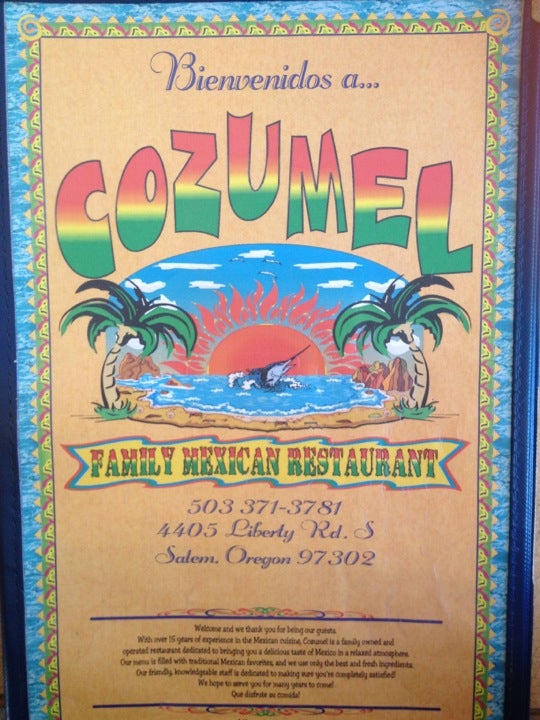 Bienvenidos a...
COZUMEL
FAMILY MEXICAN RESTAURANT
503 371-3781
4405 Liberty Rd. S
Salem, Oregon 97302
Welcome and we thank you for being our guests.
With over 15 years of experience in the Mexican cuisine, Cozumel is a family owned and
operated restaurant dedicated to bringing you a delicious taste of Mexico in a relaxed atmosphere.
Our menu is filled with traditional Mexican favorites, and we use only the best and fresh ingredients.
Our friendly, knowledgeable staff is dedicated to making sure you're completely satisfied!
We hope to serve you for many years to come!
Que disfrute su comida!